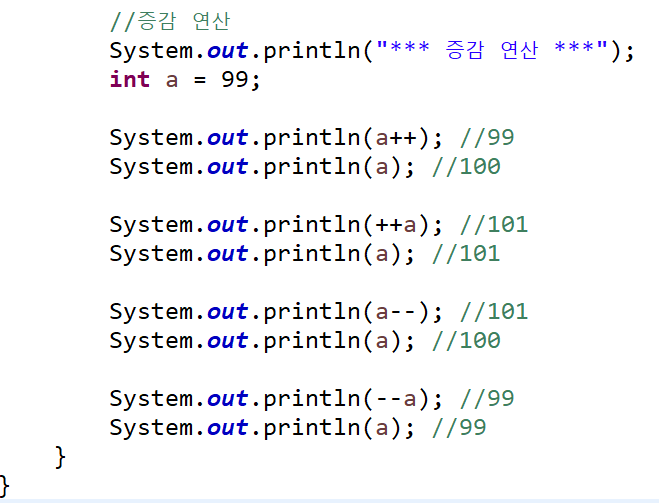 //증감 연산
System.out.println("*** 증감 연산 ***");
int a = 99;
System.out.println(a++); //99
System.out.println(a); //100
System.out.println(++a); //101
System.out.println(a); //101
System.out.println(a--); //101
System.out.println(a); //100
System.out.println(--a); //99
System.out.println(a); //99
}
}